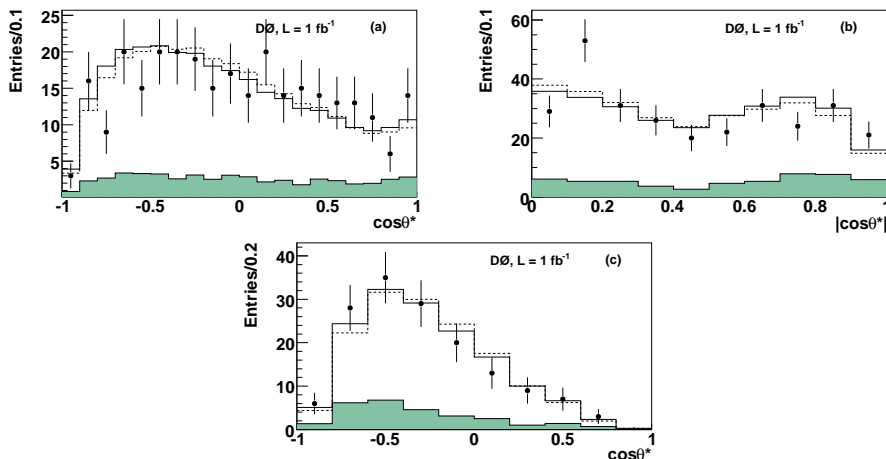 Entries/0.1
25
20
15
10
5
DØ, L = 1 fb⁻¹
(a)
-1
-0.5
0
0.5
1
cosθ*
Entries/0.1
60
40
20
0
DØ, L = 1 fb⁻¹
(b)
0
0.2
0.4
0.6
0.8
1
|cosθ*|
Entries/0.2
40
30
20
10
0
DØ, L = 1 fb⁻¹
(c)
-1
-0.5
0
0.5
1
cosθ*